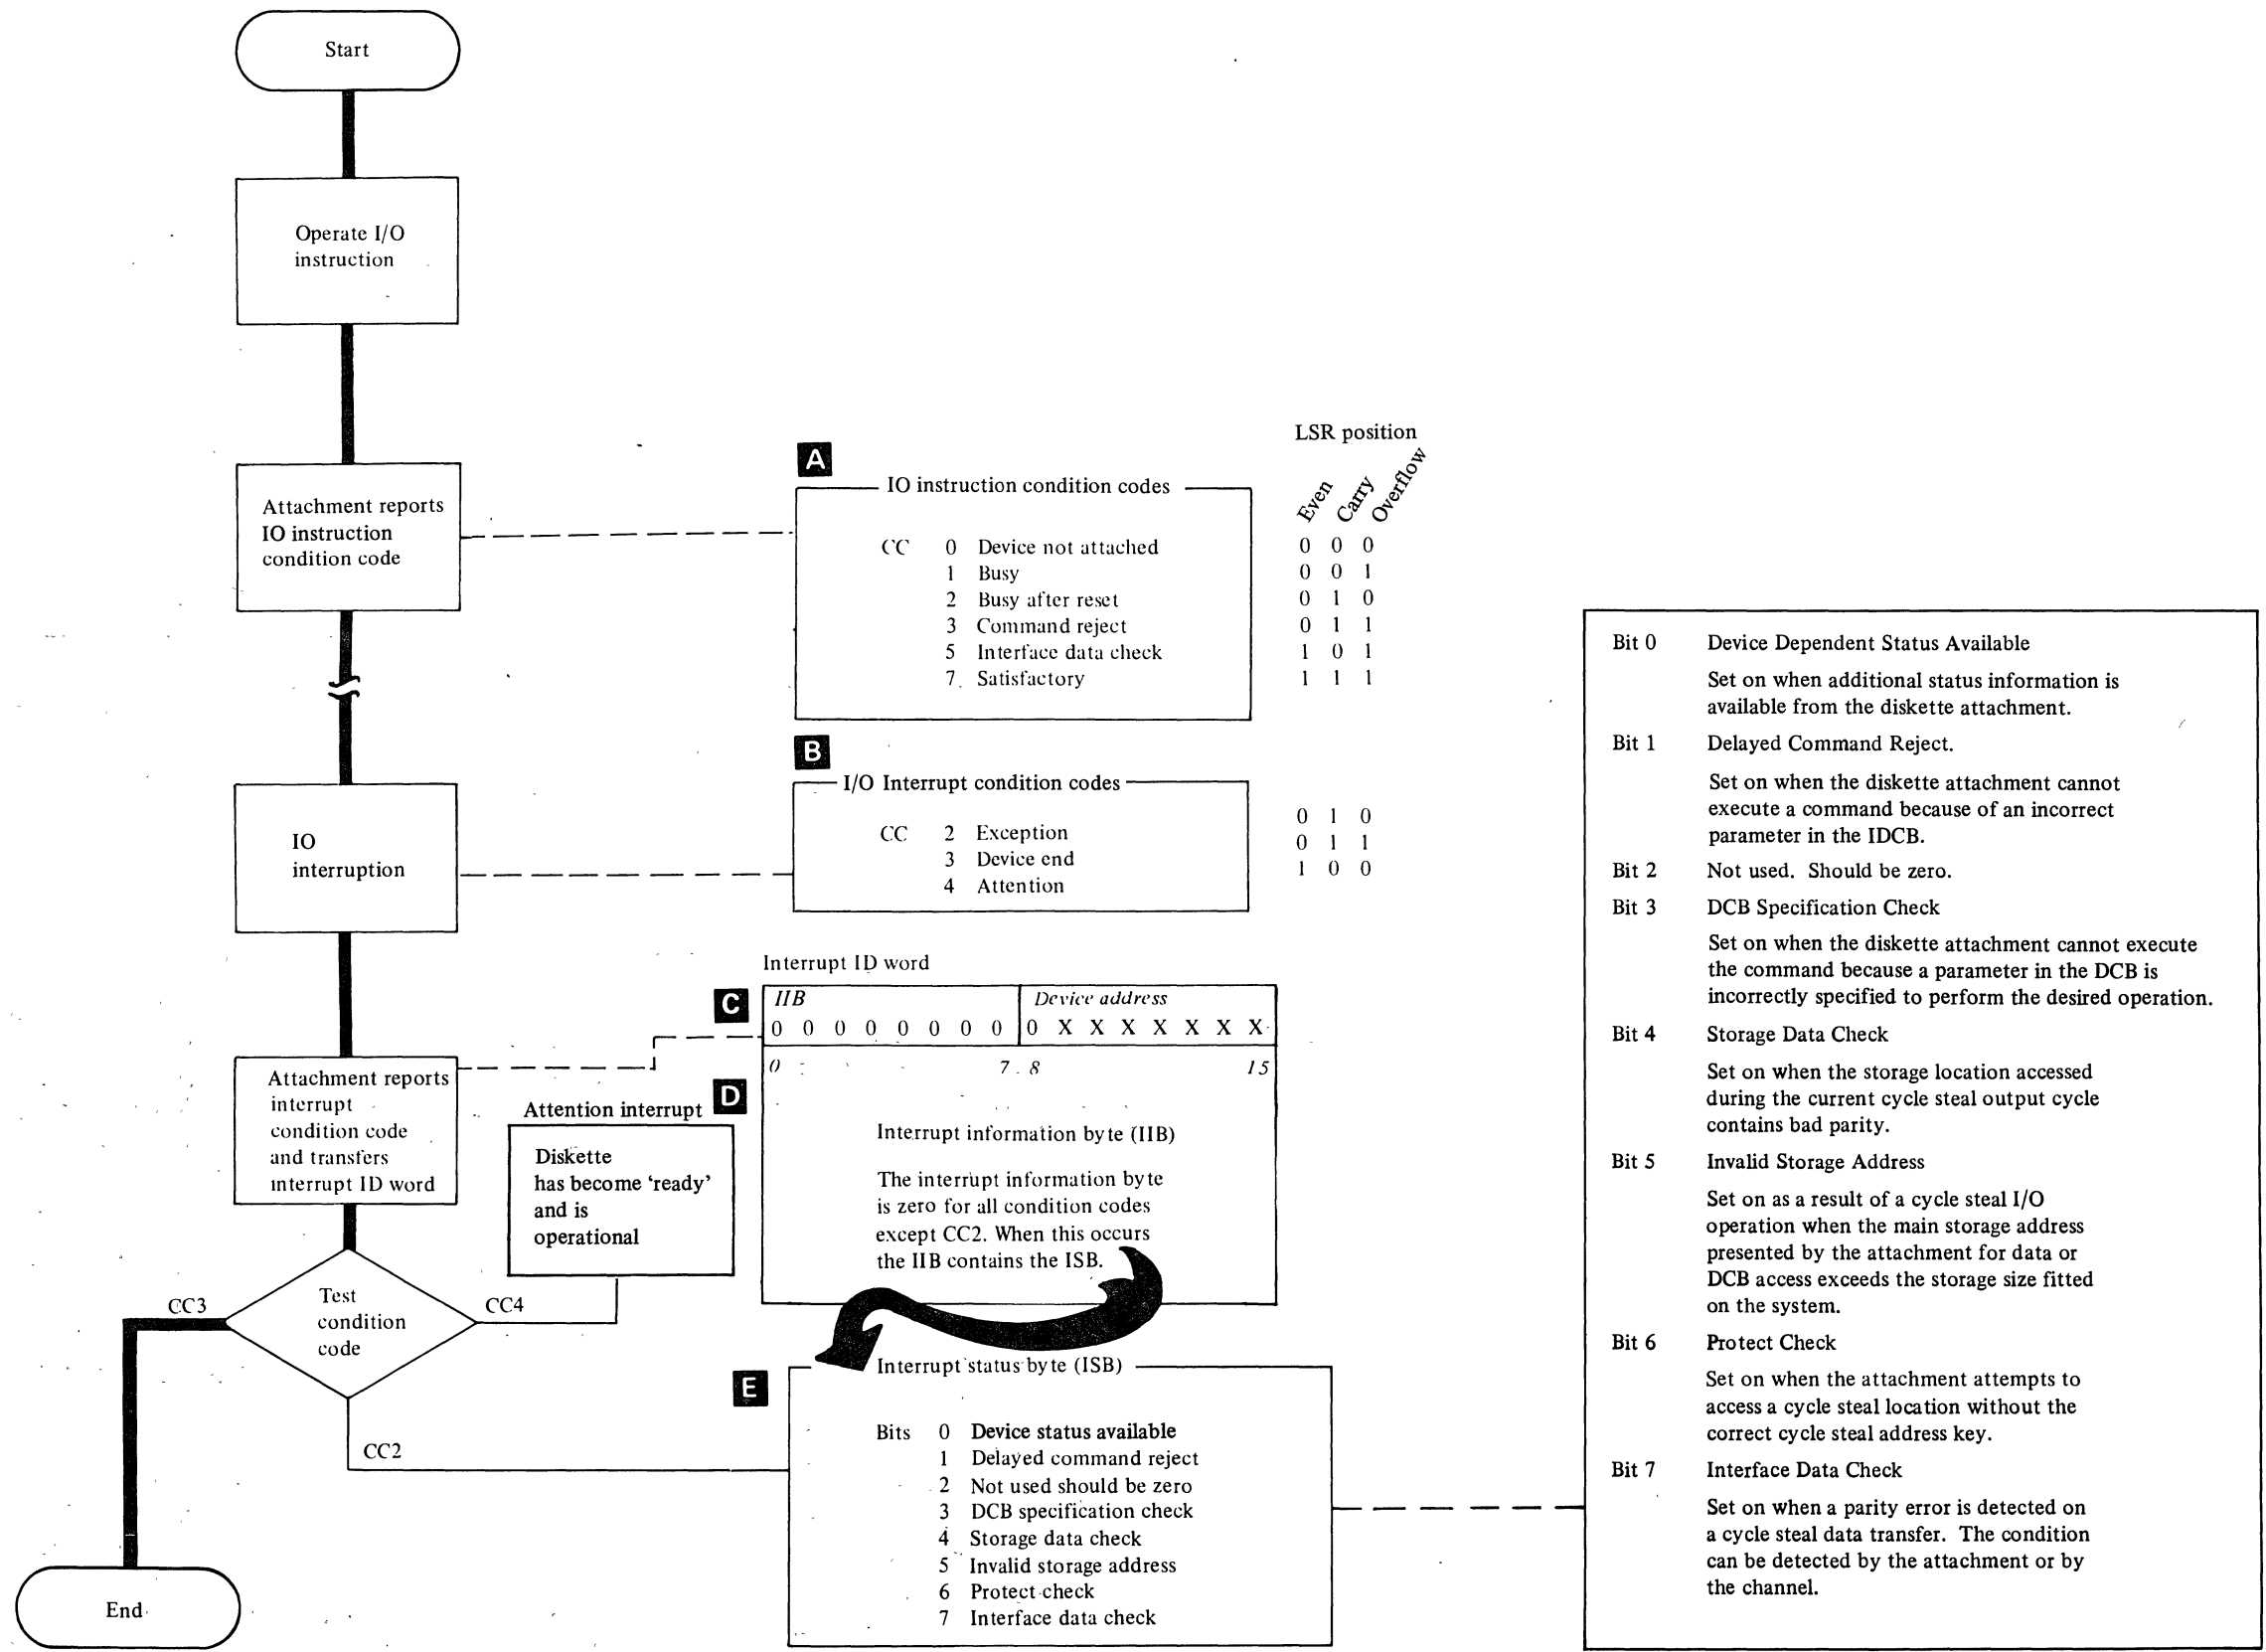 Start
Operate I/O
instruction
Attachment reports
IO instruction
condition code
IO
interruption
Attachment reports
interrupt
condition code
and transfers
interrupt ID word
Test
condition
code
CC3
CC4
CC2
End
Attention interrupt
Diskette
has become ‘ready’
and is
operational
A
IO instruction condition codes
LSR position
Even Carry Overflow
CC 0 Device not attached 0 0 0
1 Busy 0 0 1
2 Busy after reset 0 1 0
3 Command reject 0 1 1
5 Interface data check 1 0 1
7 Satisfactory 1 1 1
B
I/O Interrupt condition codes
CC 2 Exception 0 1 0
3 Device end 0 1 1
4 Attention 1 0 0
Interrupt ID word
C
IIB Device address
0 0 0 0 0 0 0 0 0 X X X X X X X
0 7 8 15
D
Interrupt information byte (IIB)
The interrupt information byte
is zero for all condition codes
except CC2. When this occurs
the IIB contains the ISB.
E
Interrupt status byte (ISB)
Bits 0 Device status available
1 Delayed command reject
2 Not used should be zero
3 DCB specification check
4 Storage data check
5 Invalid storage address
6 Protect check
7 Interface data check
Bit 0 Device Dependent Status Available
Set on when additional status information is
available from the diskette attachment.
Bit 1 Delayed Command Reject.
Set on when the diskette attachment cannot
execute a command because of an incorrect
parameter in the IDCB.
Bit 2 Not used. Should be zero.
Bit 3 DCB Specification Check
Set on when the diskette attachment cannot execute
the command because a parameter in the DCB is
incorrectly specified to perform the desired operation.
Bit 4 Storage Data Check
Set on when the storage location accessed
during the current cycle steal output cycle
contains bad parity.
Bit 5 Invalid Storage Address
Set on as a result of a cycle steal I/O
operation when the main storage address
presented by the attachment for data or
DCB access exceeds the storage size fitted
on the system.
Bit 6 Protect Check
Set on when the attachment attempts to
access a cycle steal location without the
correct cycle steal address key.
Bit 7 Interface Data Check
Set on when a parity error is detected on
a cycle steal data transfer. The condition
can be detected by the attachment or by
the channel.